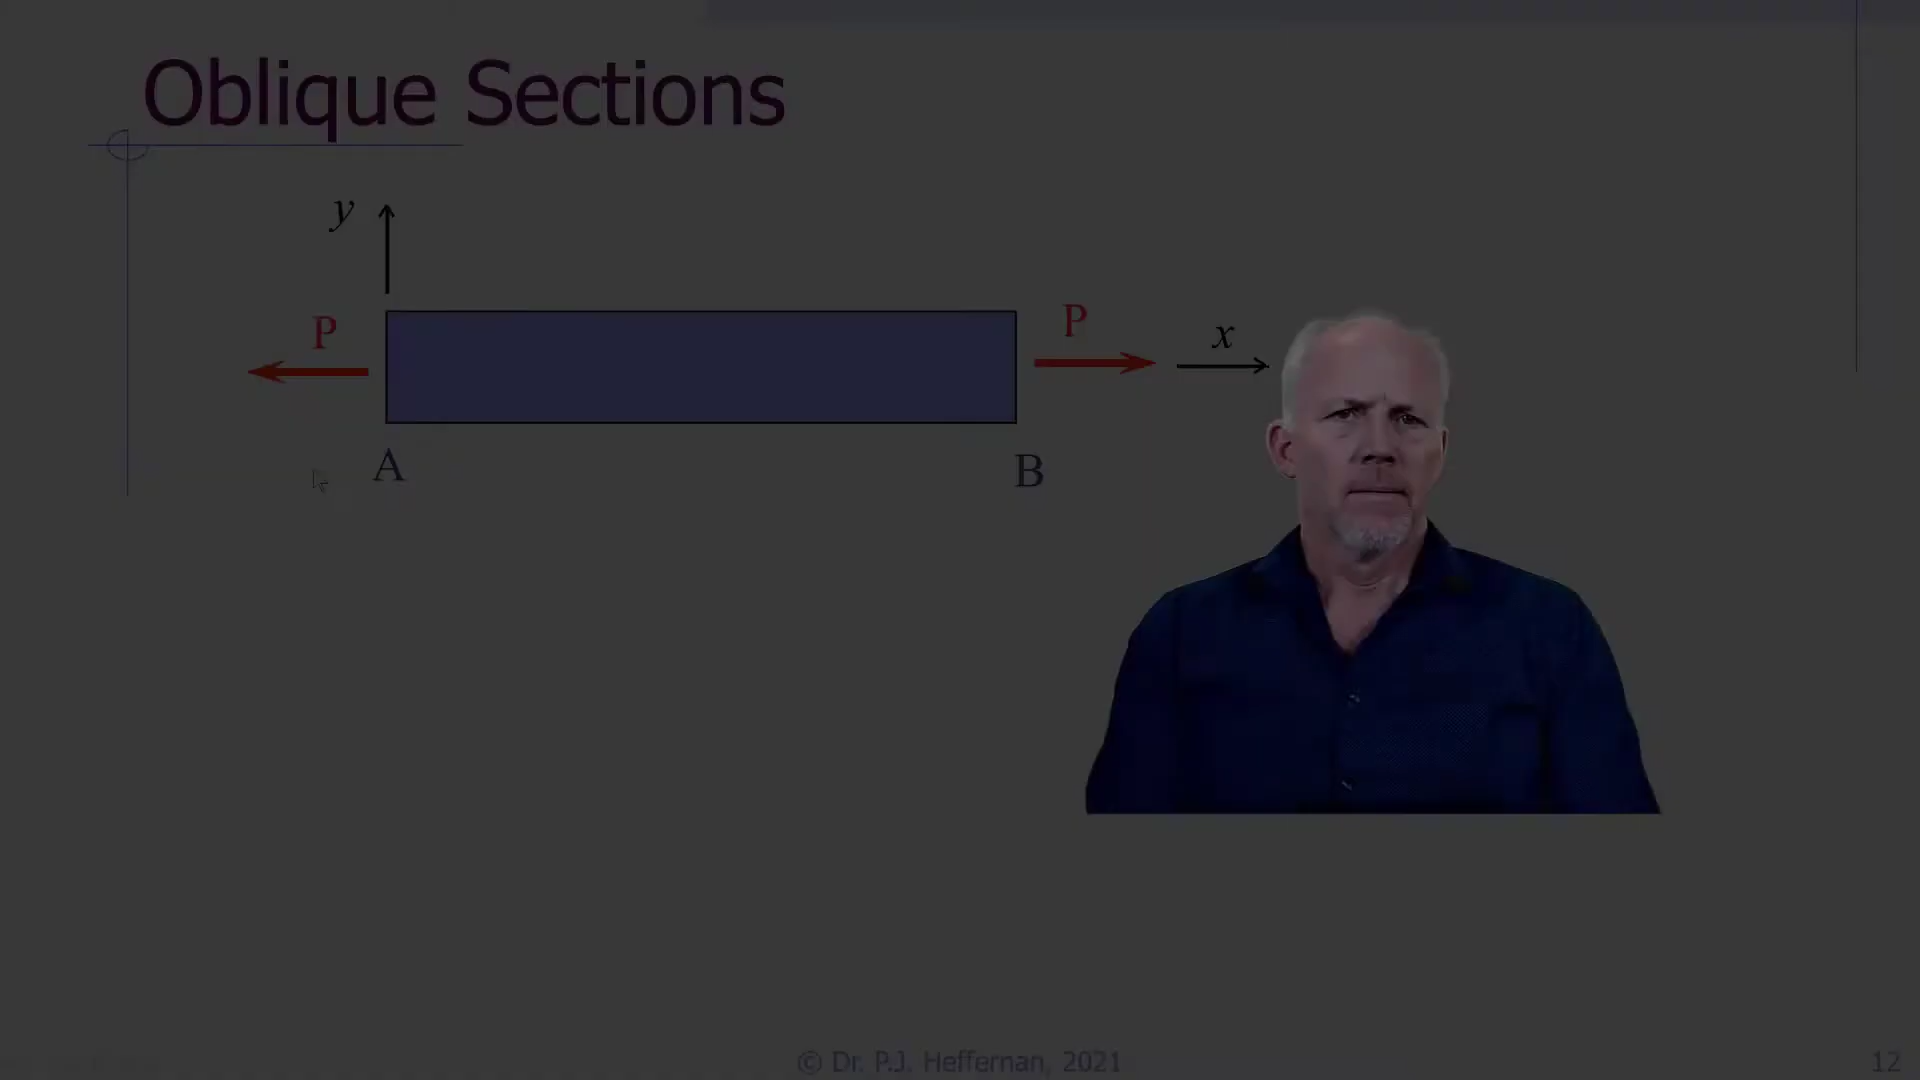 Oblique Sections
y
P
P
x
A
B
© Dr. P.J. Heffernan, 2021
12